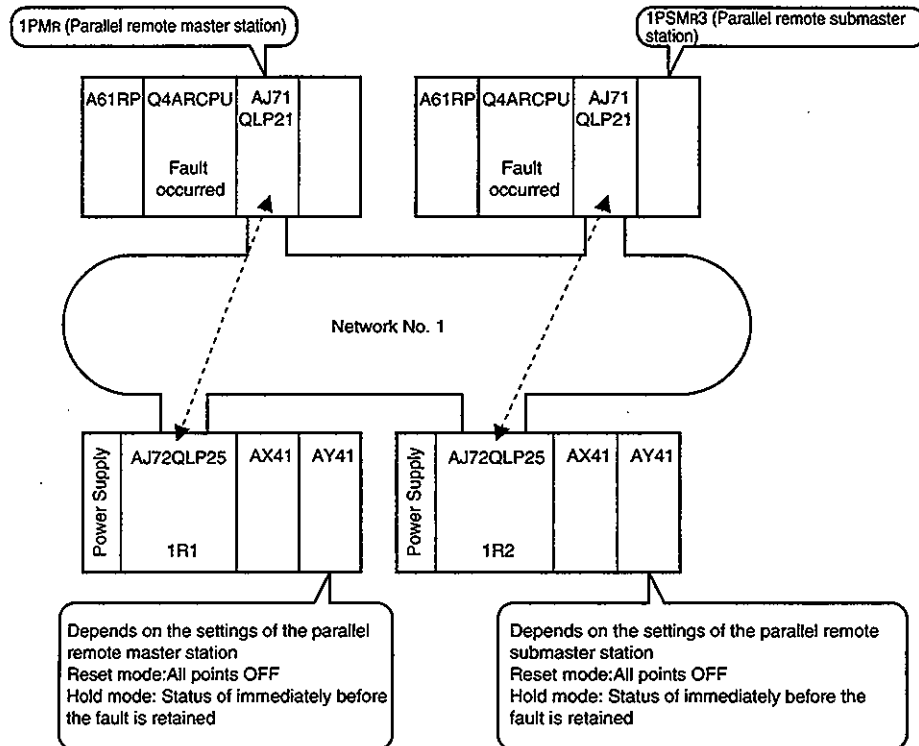 1PMR (Parallel remote master station)
1PSMR3 (Parallel remote submaster
station)
A61RP
Q4ARCPU
AJ71
QLP21
Fault
occurred
A61RP
Q4ARCPU
AJ71
QLP21
Fault
occurred
Network No. 1
Power Supply
AJ72QLP25
AX41
AY41
1R1
Power Supply
AJ72QLP25
AX41
AY41
1R2
Depends on the settings of the parallel
remote master station
Reset mode:All points OFF
Hold mode: Status of immediately before
the fault is retained
Depends on the settings of the parallel remote
submaster station
Reset mode:All points OFF
Hold mode: Status of immediately before the
fault is retained